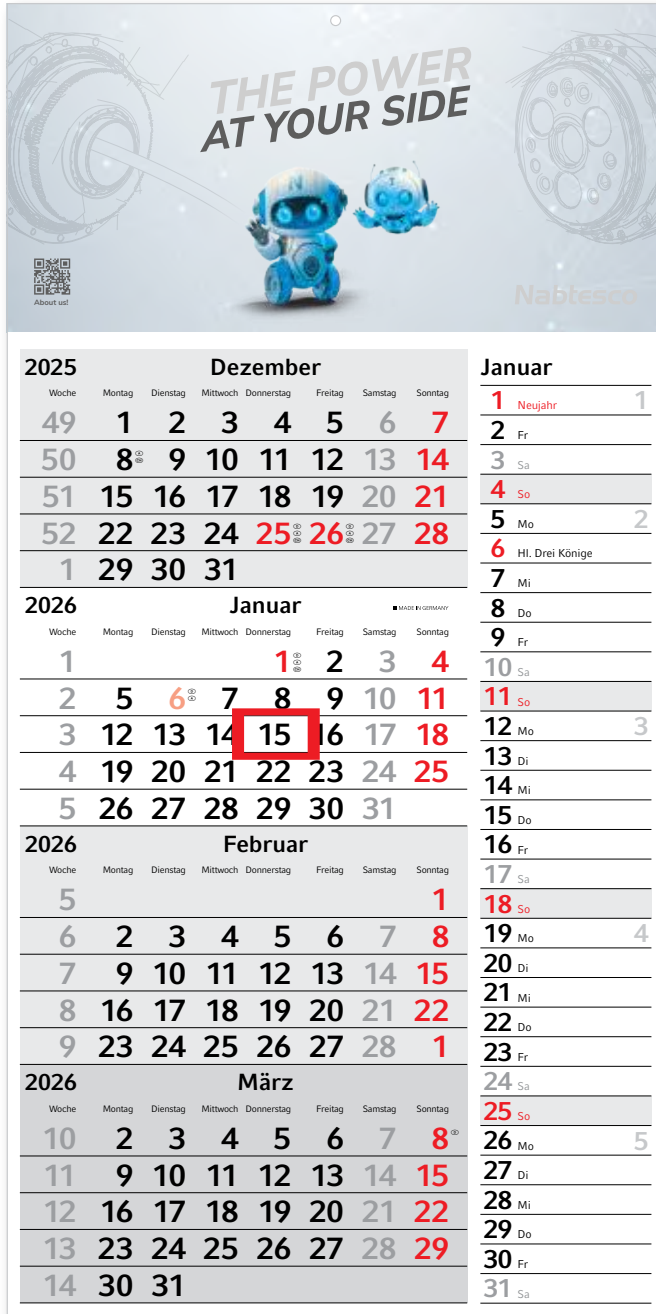 THE POWER
AT YOUR SIDE
N
About us!
Nabtesco
2025 Dezember
Woche Montag Dienstag Mittwoch Donnerstag Freitag Samstag Sonntag
49 1 2 3 4 5 6 7
50 8 9 10 11 12 13 14
51 15 16 17 18 19 20 21
52 22 23 24 25 26 27 28
1 29 30 31
2026 Januar MADE IN GERMANY
Woche Montag Dienstag Mittwoch Donnerstag Freitag Samstag Sonntag
1 1 2 3 4
2 5 6 7 8 9 10 11
3 12 13 14 15 16 17 18
4 19 20 21 22 23 24 25
5 26 27 28 29 30 31
2026 Februar
Woche Montag Dienstag Mittwoch Donnerstag Freitag Samstag Sonntag
5 1
6 2 3 4 5 6 7 8
7 9 10 11 12 13 14 15
8 16 17 18 19 20 21 22
9 23 24 25 26 27 28 1
2026 März
Woche Montag Dienstag Mittwoch Donnerstag Freitag Samstag Sonntag
10 2 3 4 5 6 7 8
11 9 10 11 12 13 14 15
12 16 17 18 19 20 21 22
13 23 24 25 26 27 28 29
14 30 31
Januar
1 Neujahr 1
2 Fr
3 Sa
4 So
5 Mo 2
6 Hl. Drei Könige
7 Mi
8 Do
9 Fr
10 Sa
11 So
12 Mo 3
13 Di
14 Mi
15 Do
16 Fr
17 Sa
18 So
19 Mo 4
20 Di
21 Mi
22 Do
23 Fr
24 Sa
25 So
26 Mo 5
27 Di
28 Mi
29 Do
30 Fr
31 Sa